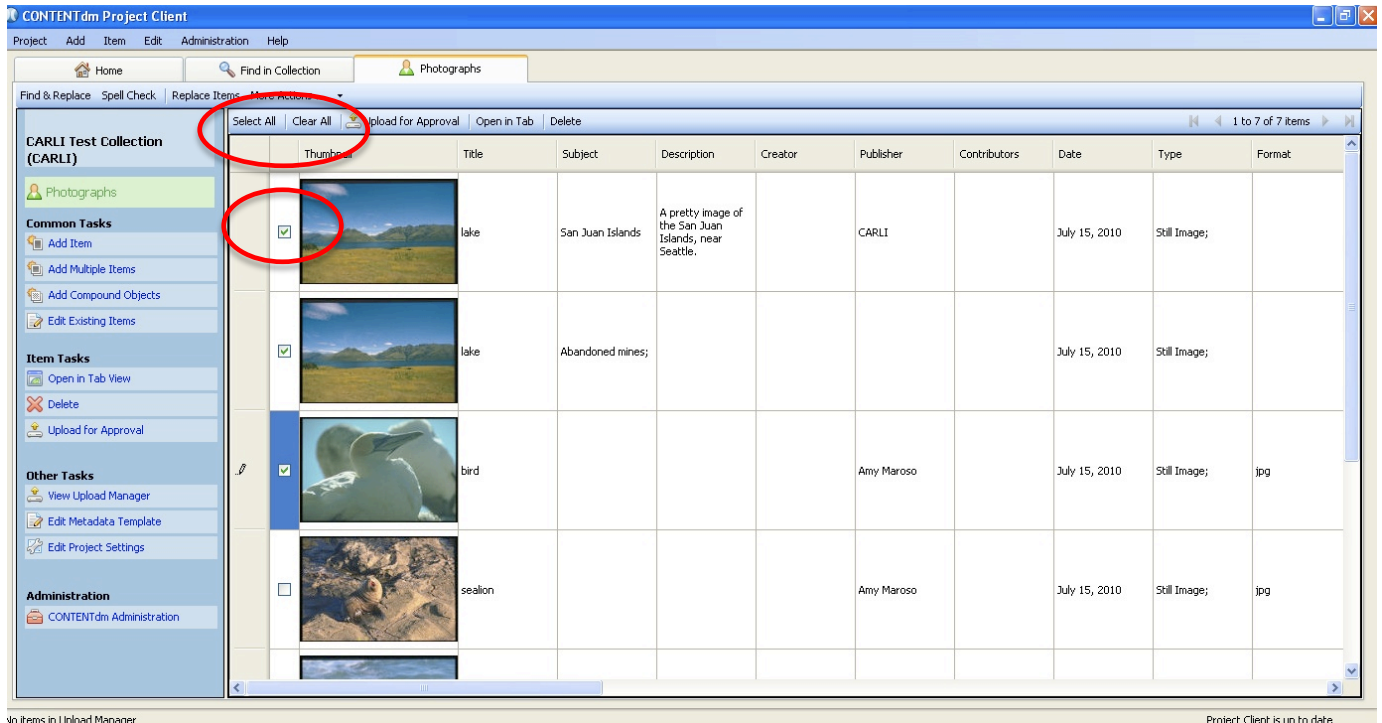 CONTENTdm Project Client
Project Add Item Edit Administration Help
Home Find in Collection Photographs
Find & Replace Spell Check Replace Items More Actions
Select All Clear All Upload for Approval Open in Tab Delete 1 to 7 of 7 items
CARLI Test Collection
(CARLI)
Photographs
Common Tasks
Add Item
Add Multiple Items
Add Compound Objects
Edit Existing Items
Item Tasks
Open in Tab View
Delete
Upload for Approval
Other Tasks
View Upload Manager
Edit Metadata Template
Edit Project Settings
Administration
CONTENTdm Administration
Thumbnail Title Subject Description Creator Publisher Contributors Date Type Format
lake San Juan Islands A pretty image of
the San Juan
Islands, near
Seattle.
CARLI July 15, 2010 Still Image;
lake Abandoned mines; July 15, 2010 Still Image;
bird Amy Maroso July 15, 2010 Still Image; jpg
sealion Amy Maroso July 15, 2010 Still Image; jpg
No items in Upload Manager Project Client is up to date